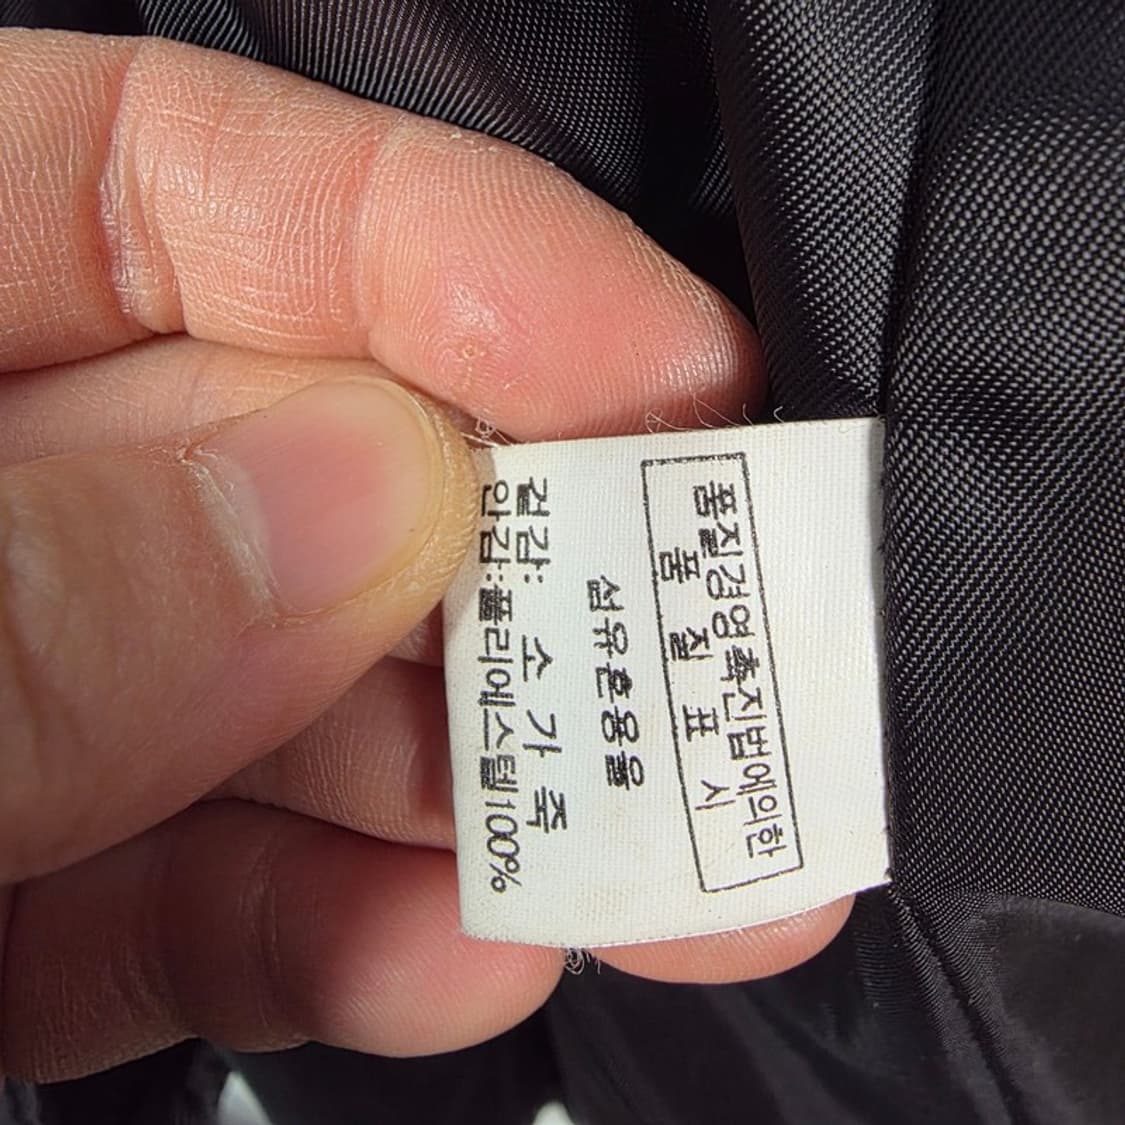 품질경영촉진법에의한
품 질 표 시
섬유혼용율
겉감: 소 가 죽
안감:폴리에스텔100%